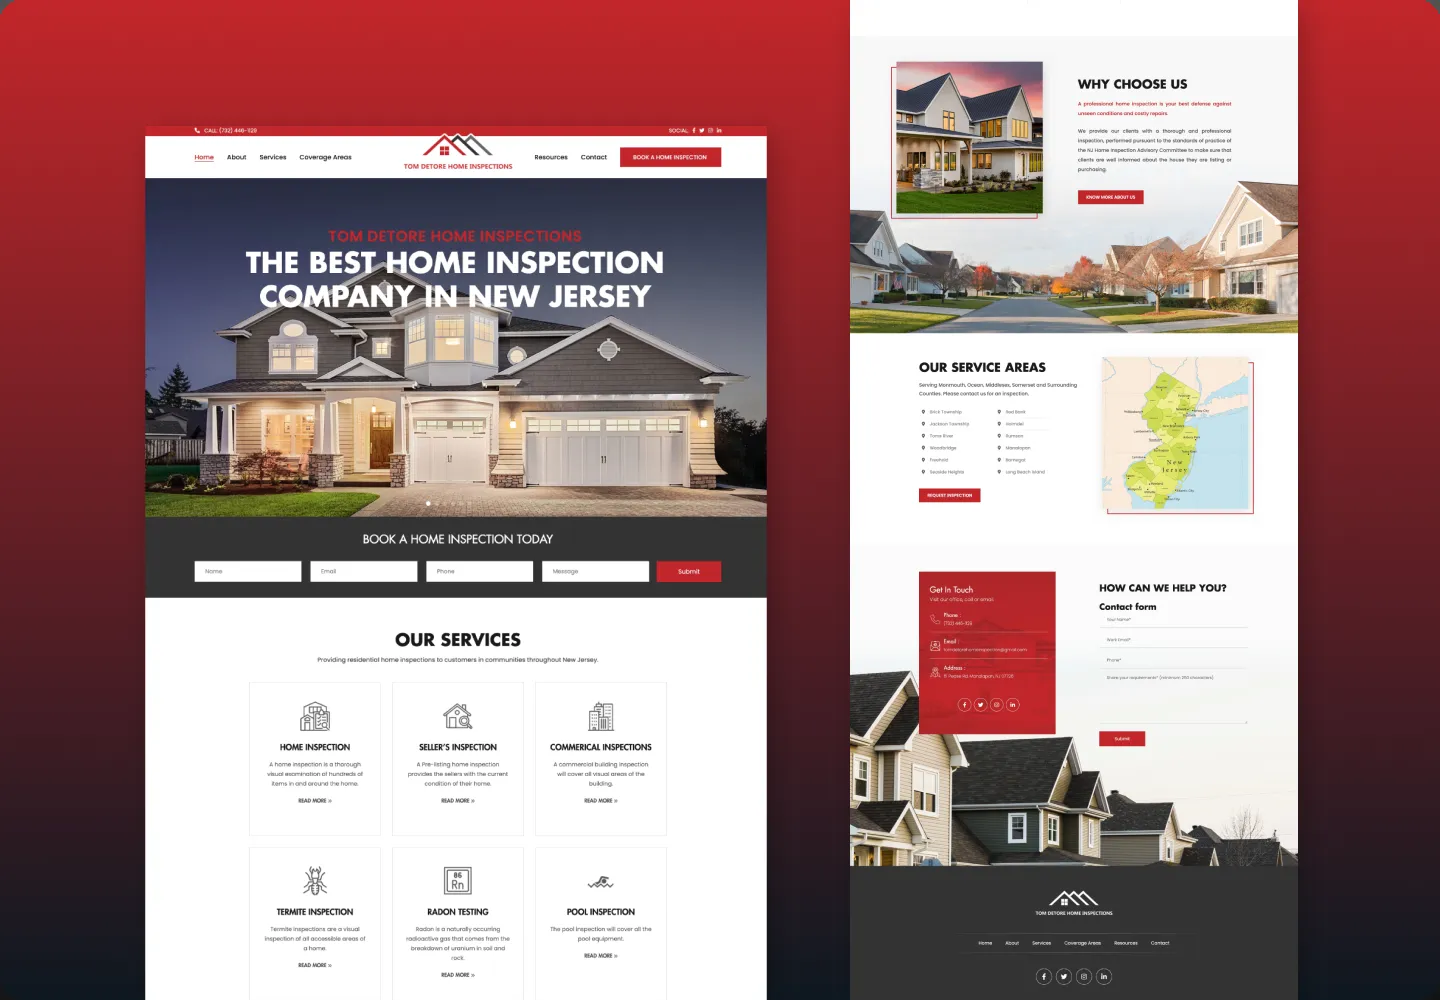 CALL: (732) 446-1129
SOCIAL:
Home
About
Services
Coverage Areas
TOM DETORE HOME INSPECTIONS
Resources
Contact
BOOK A HOME INSPECTION
TOM DETORE HOME INSPECTIONS
THE BEST HOME INSPECTION
COMPANY IN NEW JERSEY
BOOK A HOME INSPECTION TODAY
Name
Email
Phone
Message
Submit
OUR SERVICES
Providing residential home inspections to customers in communities throughout New Jersey.
HOME INSPECTION
A home inspection is a thorough
visual examination of hundreds of
items in and around the home.
READ MORE »
SELLER'S INSPECTION
A Pre-listing home inspection
provides the sellers with the current
condition of their home.
READ MORE »
COMMERICAL INSPECTIONS
A commercial building inspection
will cover all visual areas of the
building.
READ MORE »
TERMITE INSPECTION
Termite inspections are a visual
inspection of all accessible areas of
a home.
READ MORE »
86
Rn
RADON TESTING
Radon is a naturally occurring
radioactive gas that comes from the
breakdown of uranium in soil and
rock.
READ MORE »
POOL INSPECTION
The pool inspection will cover all the
pool equipment.
READ MORE »
WHY CHOOSE US
A professional home inspection is your best defense against
unseen conditions and costly repairs
We provide our clients with a thorough and professional
inspection, performed pursuant to the standards of practice of
the NJ Home Inspection Advisory Committee to make sure that
clients are well informed about the house they are listing or
purchasing.
KNOW MORE ABOUT US
OUR SERVICE AREAS
Serving Monmouth, Ocean, Middlesex, Somerset and Surrounding
Counties. Please contact us for an inspection.
Brick Township
Jackson Township
Toms River
Woodbridge
Freehold
Seaside Heights
Red Bank
Holmdel
Rumson
Manalapan
Barnegat
Long Beach Island
REQUEST INSPECTION
New
Jersey
Get In Touch
Visit our office, call or email.
Phone :
(732) 446-1129
Email :
tomdetorehomeinspections@gmail.com
Address :
Manalapan, NJ 07726
HOW CAN WE HELP YOU?
Contact form
Your Name*
Work Email*
Phone*
Share your requirements* (minimum 250 characters)
Submit
TOM DETORE HOME INSPECTIONS
Home
About
Services
Coverage Areas
Resources
Contact